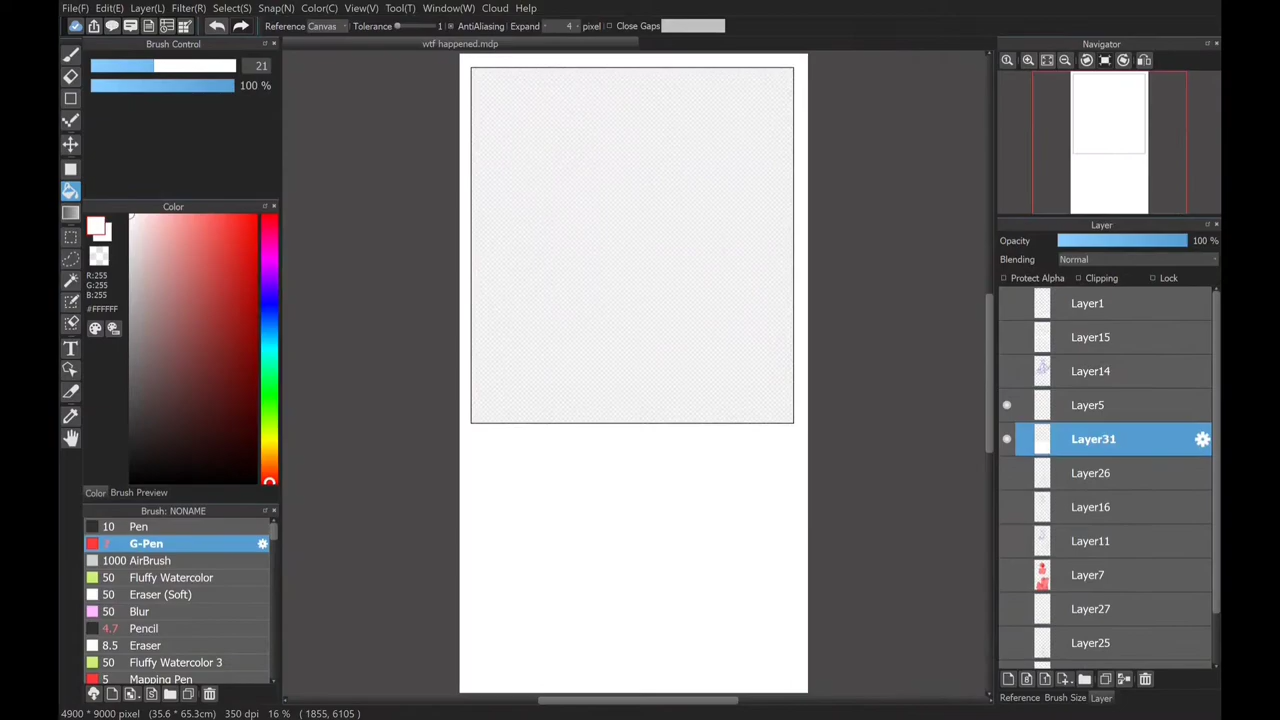 File(F) Edit(E) Layer(L) Filter(R) Select(S) Snap(N) Color(C) View(V) Tool(T) Window(W) Cloud Help
Reference Canvas Tolerance 1 AntiAliasing Expand 4 pixel Close Gaps
Brush Control
21
100 %
Color
R:255
G:255
B:255
#FFFFFF
Color Brush Preview
Brush: NONAME
10 Pen
G-Pen
1000 AirBrush
50 Fluffy Watercolor
50 Eraser (Soft)
50 Blur
4.7 Pencil
8.5 Eraser
50 Fluffy Watercolor 3
5 Mapping Pen
wtf happened.mdp
Navigator
Layer
Opacity 100 %
Blending Normal
Protect Alpha Clipping Lock
Layer1
Layer15
Layer14
Layer5
Layer31
Layer26
Layer16
Layer11
Layer7
Layer27
Layer25
Reference Brush Size Layer
4900 * 9000 pixel (35.6 * 65.3cm) 350 dpi 16 % ( 1855, 6105 )